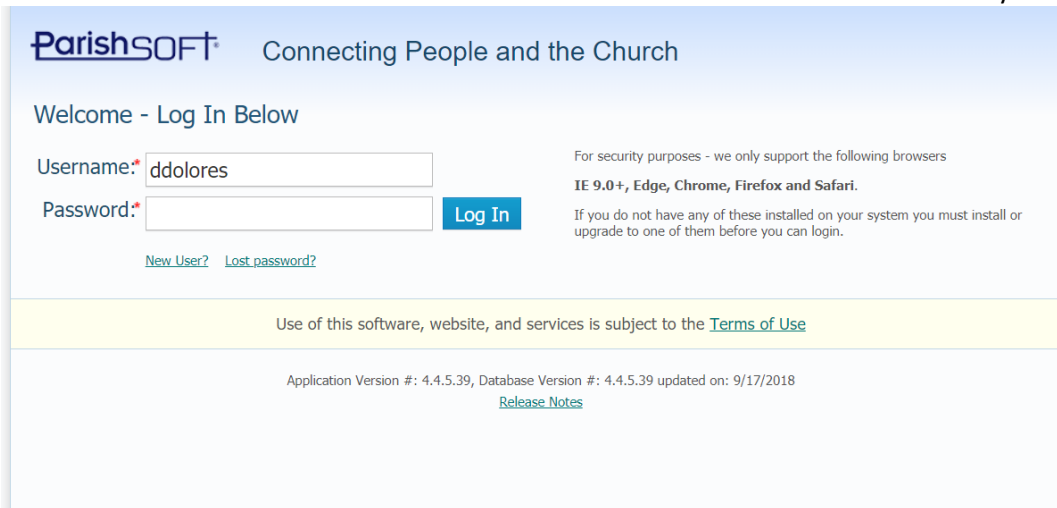 ParishSOFT Connecting People and the Church
Welcome - Log In Below
Username:* ddolores
Password:*
Log In
New User? Lost password?
For security purposes - we only support the following browsers
IE 9.0+, Edge, Chrome, Firefox and Safari.
If you do not have any of these installed on your system you must install or
upgrade to one of them before you can login.
Use of this software, website, and services is subject to the Terms of Use
Application Version #: 4.4.5.39, Database Version #: 4.4.5.39 updated on: 9/17/2018
Release Notes